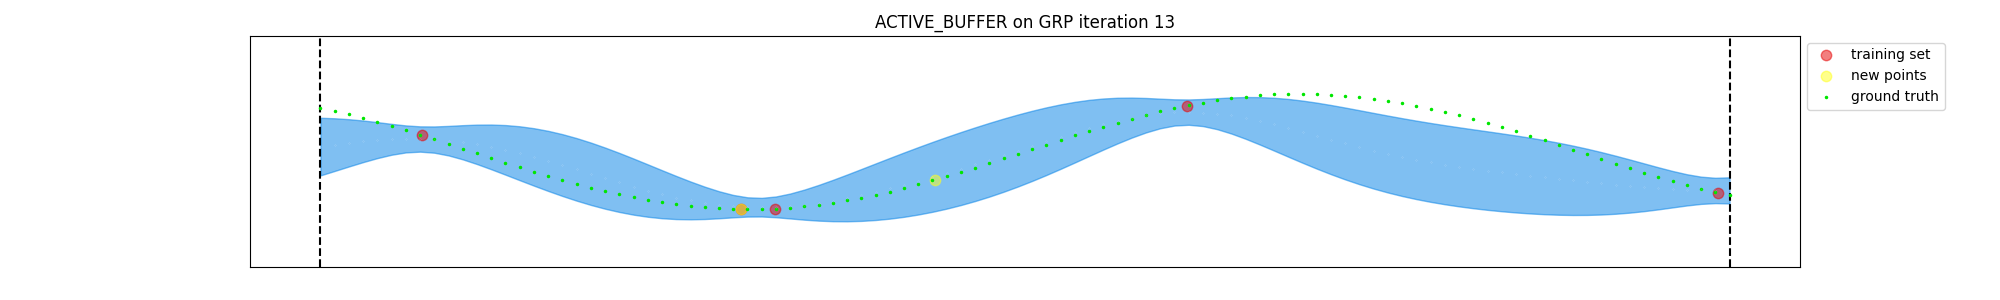 ACTIVE_BUFFER on GRP iteration 13
training set
new points
ground truth